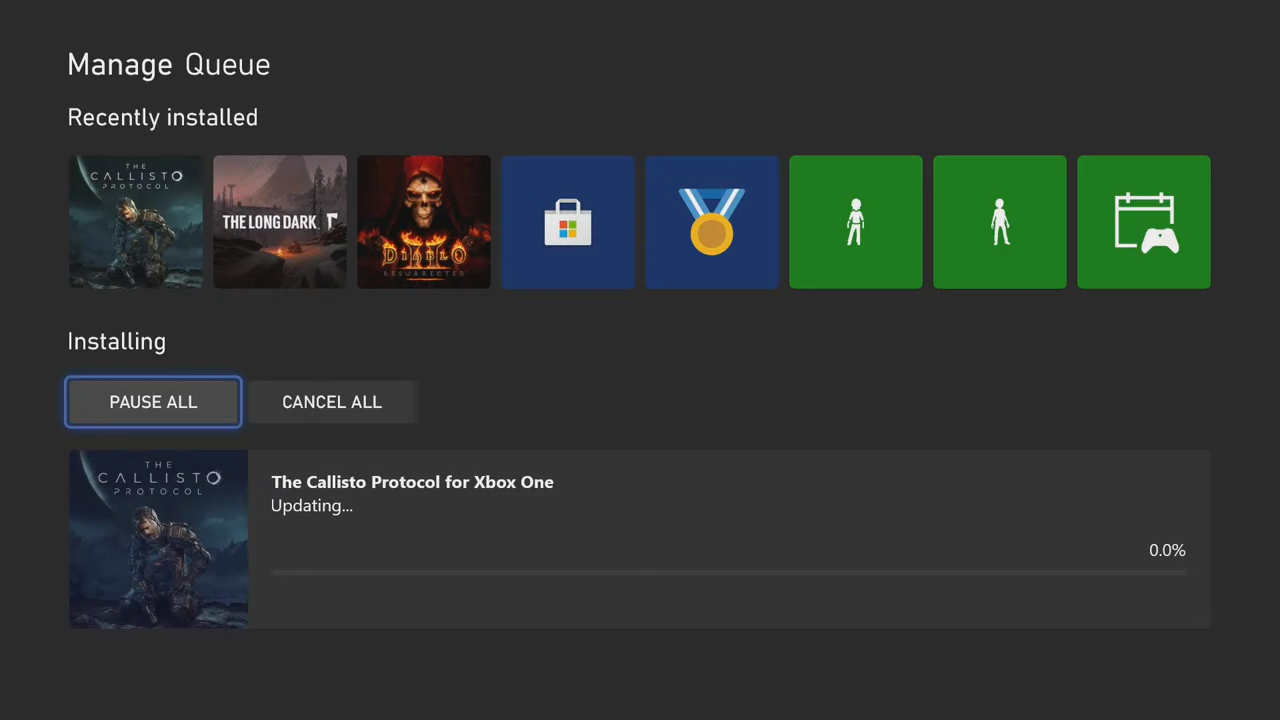 Manage Queue
Recently installed
THE
CALLISTO
PROTOCOL
THE LONG DARK
DIABLO
II
RESURRECTED
Installing
PAUSE ALL
CANCEL ALL
THE
CALLISTO
PROTOCOL
The Callisto Protocol for Xbox One
Updating...
0.0%